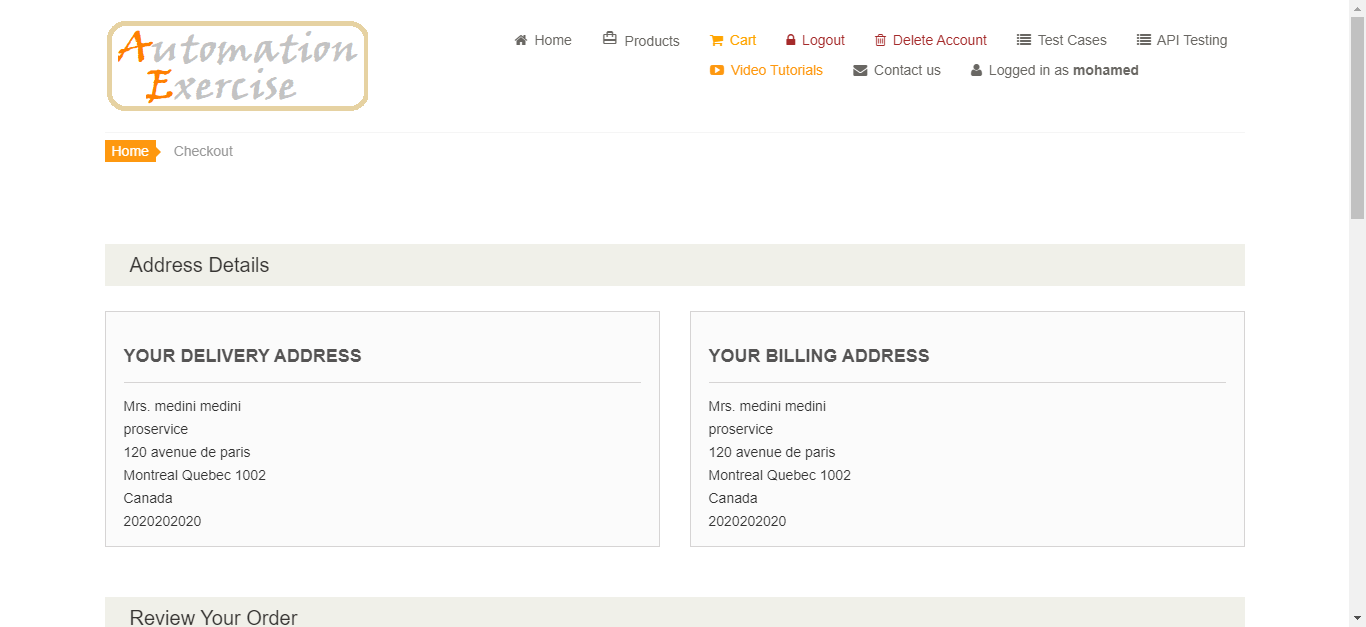 Automation
Exercise
Home Products Cart Logout Delete Account Test Cases API Testing
Video Tutorials Contact us Logged in as mohamed
Home Checkout
Address Details
YOUR DELIVERY ADDRESS
Mrs. medini medini
proservice
120 avenue de paris
Montreal Quebec 1002
Canada
2020202020
YOUR BILLING ADDRESS
Mrs. medini medini
proservice
120 avenue de paris
Montreal Quebec 1002
Canada
2020202020
Review Your Order